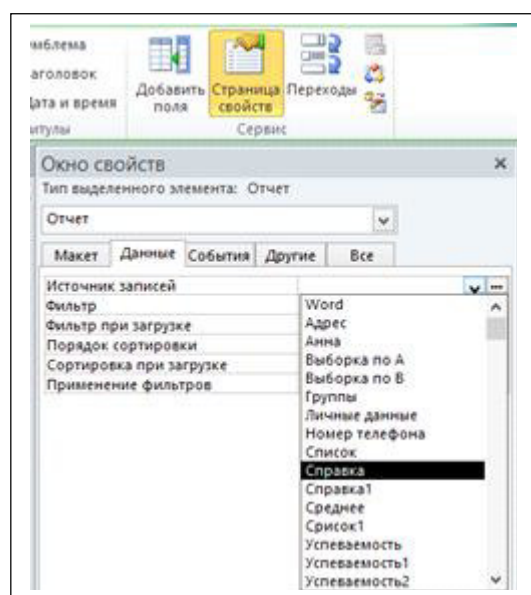 мблема
аголовок
Дата и время
итулы
Добавить поля
Страница свойств
Переходы
Сервис
Окно свойств
Тип выделенного элемента: Отчет
Отчет
Макет Данные События Другие Все
Источник записей
Фильтр
Фильтр при загрузке
Порядок сортировки
Сортировка при загрузке
Применение фильтров
Word
Адрес
Анна
Выборка по А
Выборка по В
Группы
Личные данные
Номер телефона
Список
Справка
Справка1
Среднее
Срисок1
Успеваемость
Успеваемость1
Успеваемость2